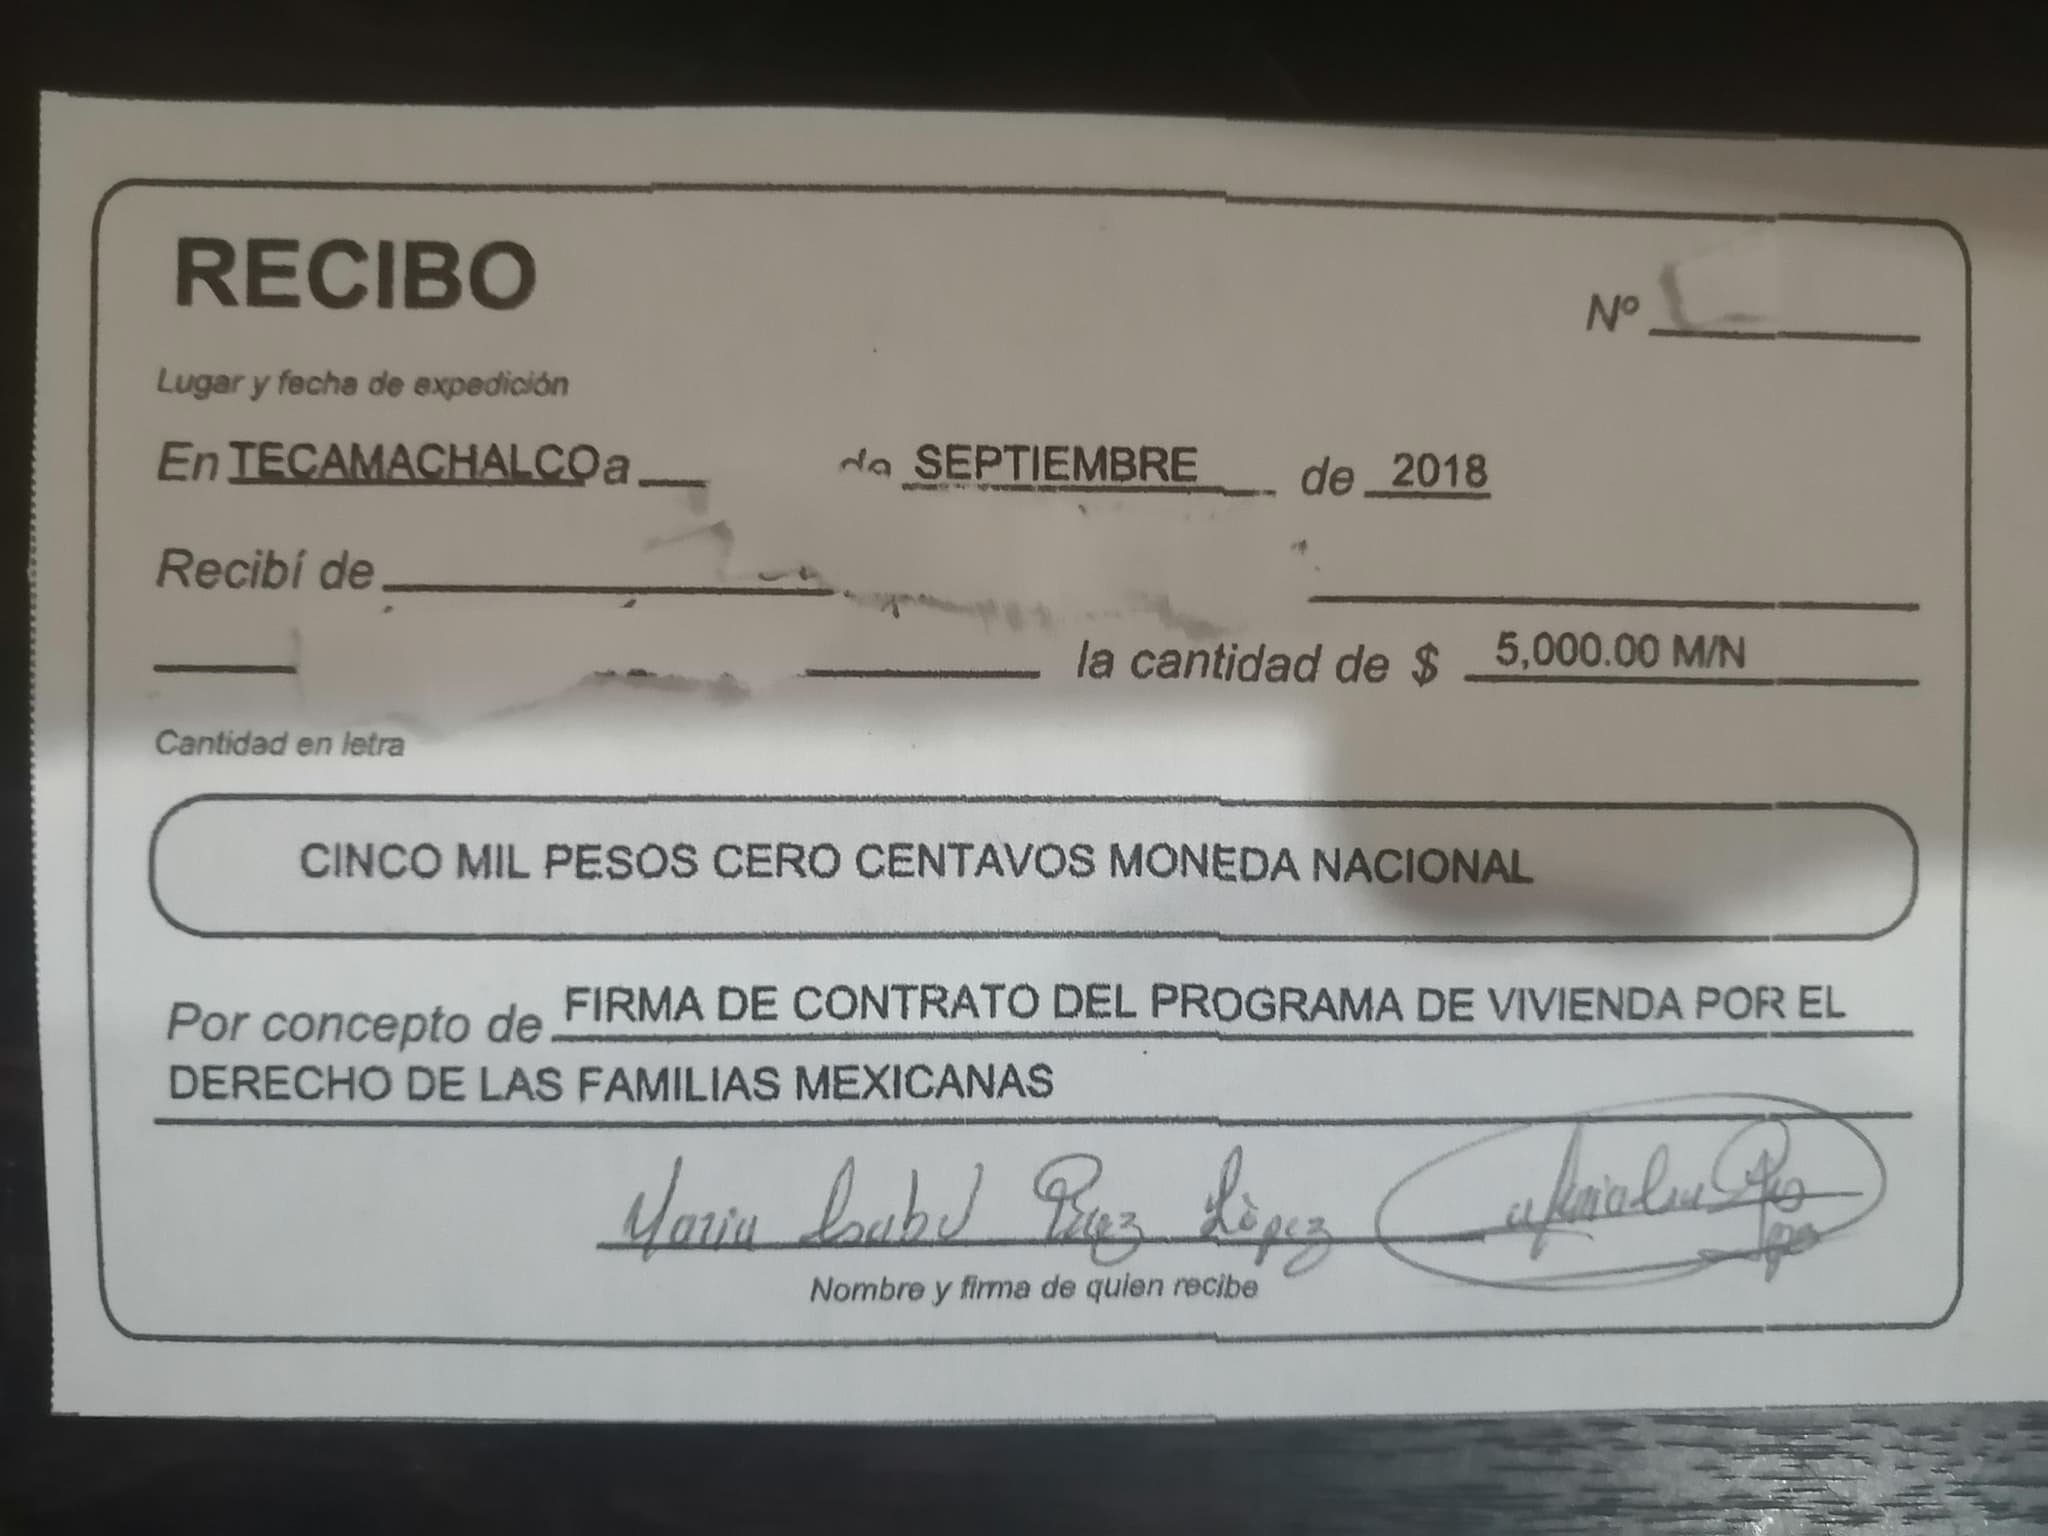 RECIBO
Nº
Lugar y fecha de expedición
En TECAMACHALCO a de SEPTIEMBRE de 2018
Recibí de
la cantidad de $ 5,000.00 M/N
Cantidad en letra
CINCO MIL PESOS CERO CENTAVOS MONEDA NACIONAL
Por concepto de FIRMA DE CONTRATO DEL PROGRAMA DE VIVIENDA POR EL
DERECHO DE LAS FAMILIAS MEXICANAS
Maria Isabel López
Nombre y firma de quien recibe